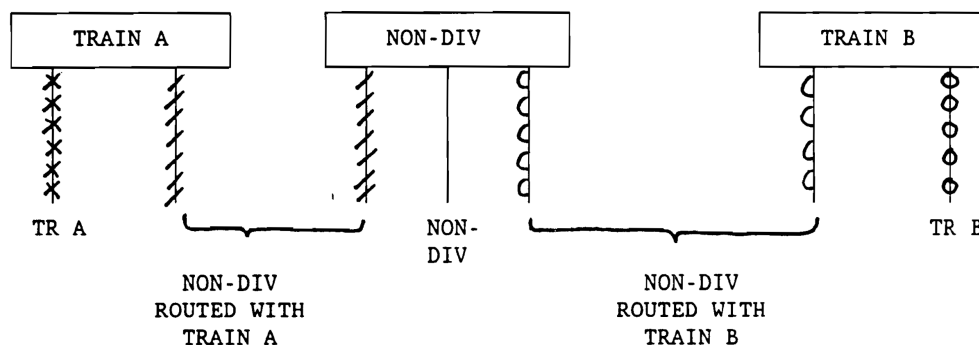 TRAIN A
NON-DIV
TRAIN B
TR A
NON-
DIV
TR B
NON-DIV
ROUTED WITH
TRAIN A
NON-DIV
ROUTED WITH
TRAIN B